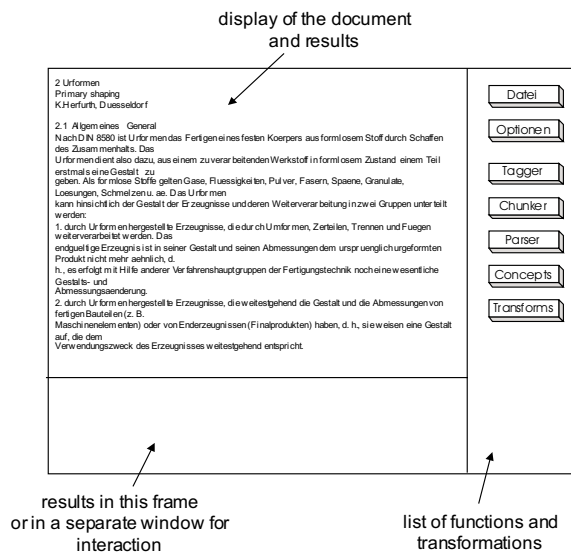 display of the document
and results
2 Urformen
Primary shaping
K.Herfurth, Duesseldorf
2.1 Allgemeines General
Nach DIN 8580 ist Urformen das Fertigen eines festen Koerpers aus formlosem Stoff durch Schaffen
des Zusammenhalts. Das
Urformen dient also dazu, aus einem zu verarbeitenden Werkstoff in formlosem Zustand einem Teil
erstmals eine Gestalt zu
geben. Als formlose Stoffe gelten Gase, Fluessigkeiten, Pulver, Fasern, Spaene, Granulate,
Loesungen, Schmelzen u. ae. Das Urformen
kann hinsichtlich der Gestalt der Erzeugnisse und deren Weiterverarbeitung in zwei Gruppen unterteilt
werden:
1. durch Urformen hergestellte Erzeugnisse, die durch Umformen, Zerteilen, Trennen und Fuegen
weiterverarbeitet werden. Das
endgueltige Erzeugnis ist in seiner Gestalt und seinen Abmessungen dem urspruenglich urgeformten
Produkt nicht mehr aehnlich, d.
h., es erfolgt mit Hilfe anderer Verfahrenshauptgruppen der Fertigungstechnik noch eine wesentliche
Gestalts- und
Abmessungsaenderung.
2. durch Urformen hergestellte Erzeugnisse, die weitestgehend die Gestalt und die Abmessungen von
fertigen Bauteilen (z. B.
Maschinenelementen) oder von Enderzeugnissen (Finalprodukten) haben, d. h., sie weisen eine Gestalt
auf, die dem
Verwendungszweck des Erzeugnisses weitestgehend entspricht.
Datei
Optionen
Tagger
Chunker
Parser
Concepts
Transforms
results in this frame
or in a separate window for
interaction
list of functions and
transformations